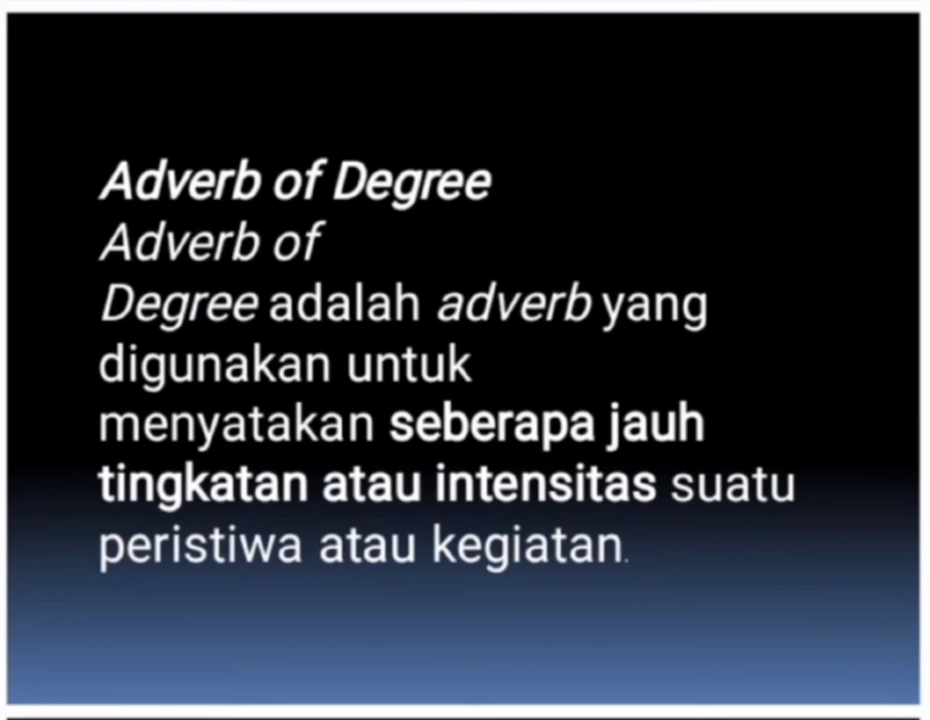 Adverb of Degree
Adverb of
Degree adalah adverb yang
digunakan untuk
menyatakan seberapa jauh
tingkatan atau intensitas suatu
peristiwa atau kegiatan.